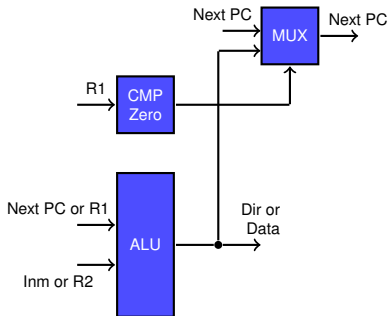 Next PC
Next PC
MUX
R1
CMP
Zero
Next PC or R1
Dir or
Data
ALU
Inm or R2